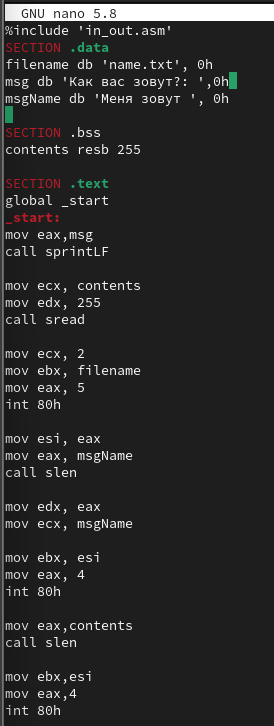 GNU nano 5.8
%include 'in_out.asm'
SECTION .data
filename db 'name.txt', 0h
msg db 'Как вас зовут?: ',0h
msgName db 'Меня зовут ', 0h
SECTION .bss
contents resb 255
SECTION .text
global _start
_start:
mov eax,msg
call sprintLF
mov ecx, contents
mov edx, 255
call sread
mov ecx, 2
mov ebx, filename
mov eax, 5
int 80h
mov esi, eax
mov eax, msgName
call slen
mov edx, eax
mov ecx, msgName
mov ebx, esi
mov eax, 4
int 80h
mov eax,contents
call slen
mov ebx,esi
mov eax,4
int 80h